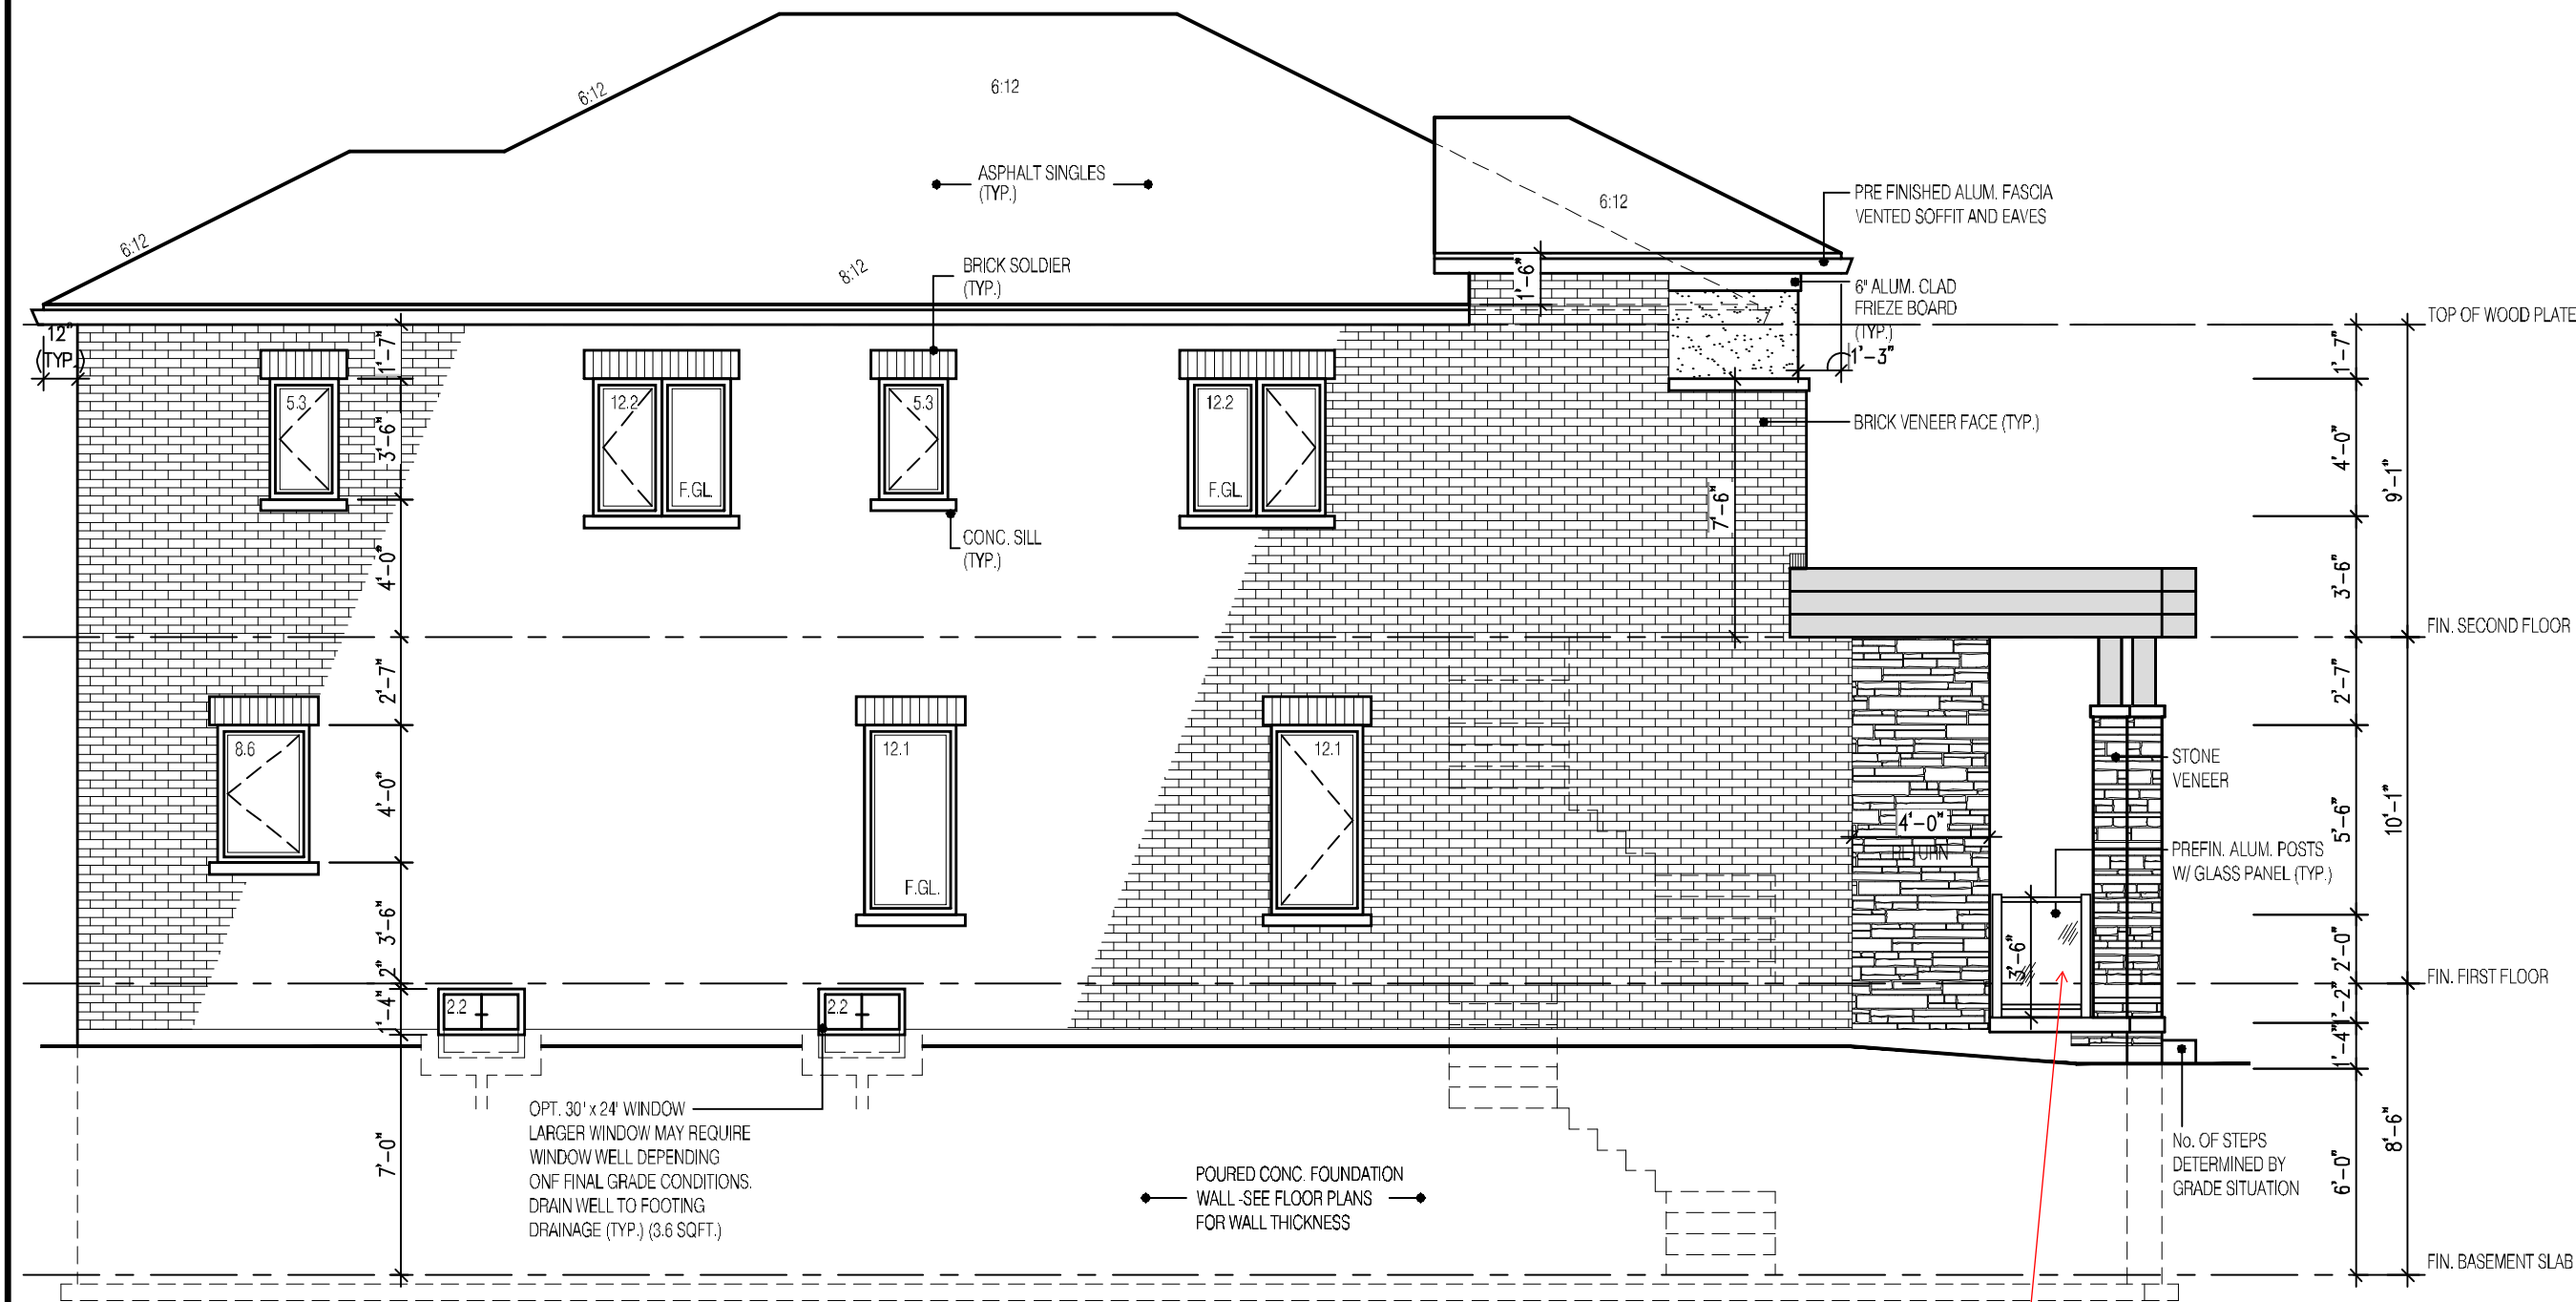 6:12
6:12
ASPHALT SINGLES
(TYP.)
6:12
PRE FINISHED ALUM. FASCIA
VENTED SOFFIT AND EAVES
6:12
8:12
BRICK SOLDIER
(TYP.)
1'-6"
6" ALUM. CLAD
FRIEZE BOARD
(TYP.)
1'-3"
TOP OF WOOD PLATE
12"
(TYP.)
1'-7"
1'-7"
5.3
12.2
F.GL.
5.3
12.2
F.GL.
BRICK VENEER FACE (TYP.)
3'-6"
4'-0"
9'-1"
7'-6"
CONC. SILL
(TYP.)
4'-0"
3'-6"
FIN. SECOND FLOOR
2'-7"
2'-7"
8.6
12.1
F.GL.
12.1
STONE
VENEER
4'-0"
4'-0"
RETURN
5'-6"
10'-1"
PREFIN. ALUM. POSTS
W/ GLASS PANEL (TYP.)
3'-6"
3'-6"
2'-0"
2"
FIN. FIRST FLOOR
1'-4"
2.2
2.2
1'-2"
1'-4"
OPT. 30' x 24' WINDOW
LARGER WINDOW MAY REQUIRE
WINDOW WELL DEPENDING
ONF FINAL GRADE CONDITIONS.
DRAIN WELL TO FOOTING
DRAINAGE (TYP.) (3.6 SQFT.)
7'-0"
POURED CONC. FOUNDATION
WALL -SEE FLOOR PLANS
FOR WALL THICKNESS
No. OF STEPS
DETERMINED BY
GRADE SITUATION
6'-0"
8'-6"
FIN. BASEMENT SLAB